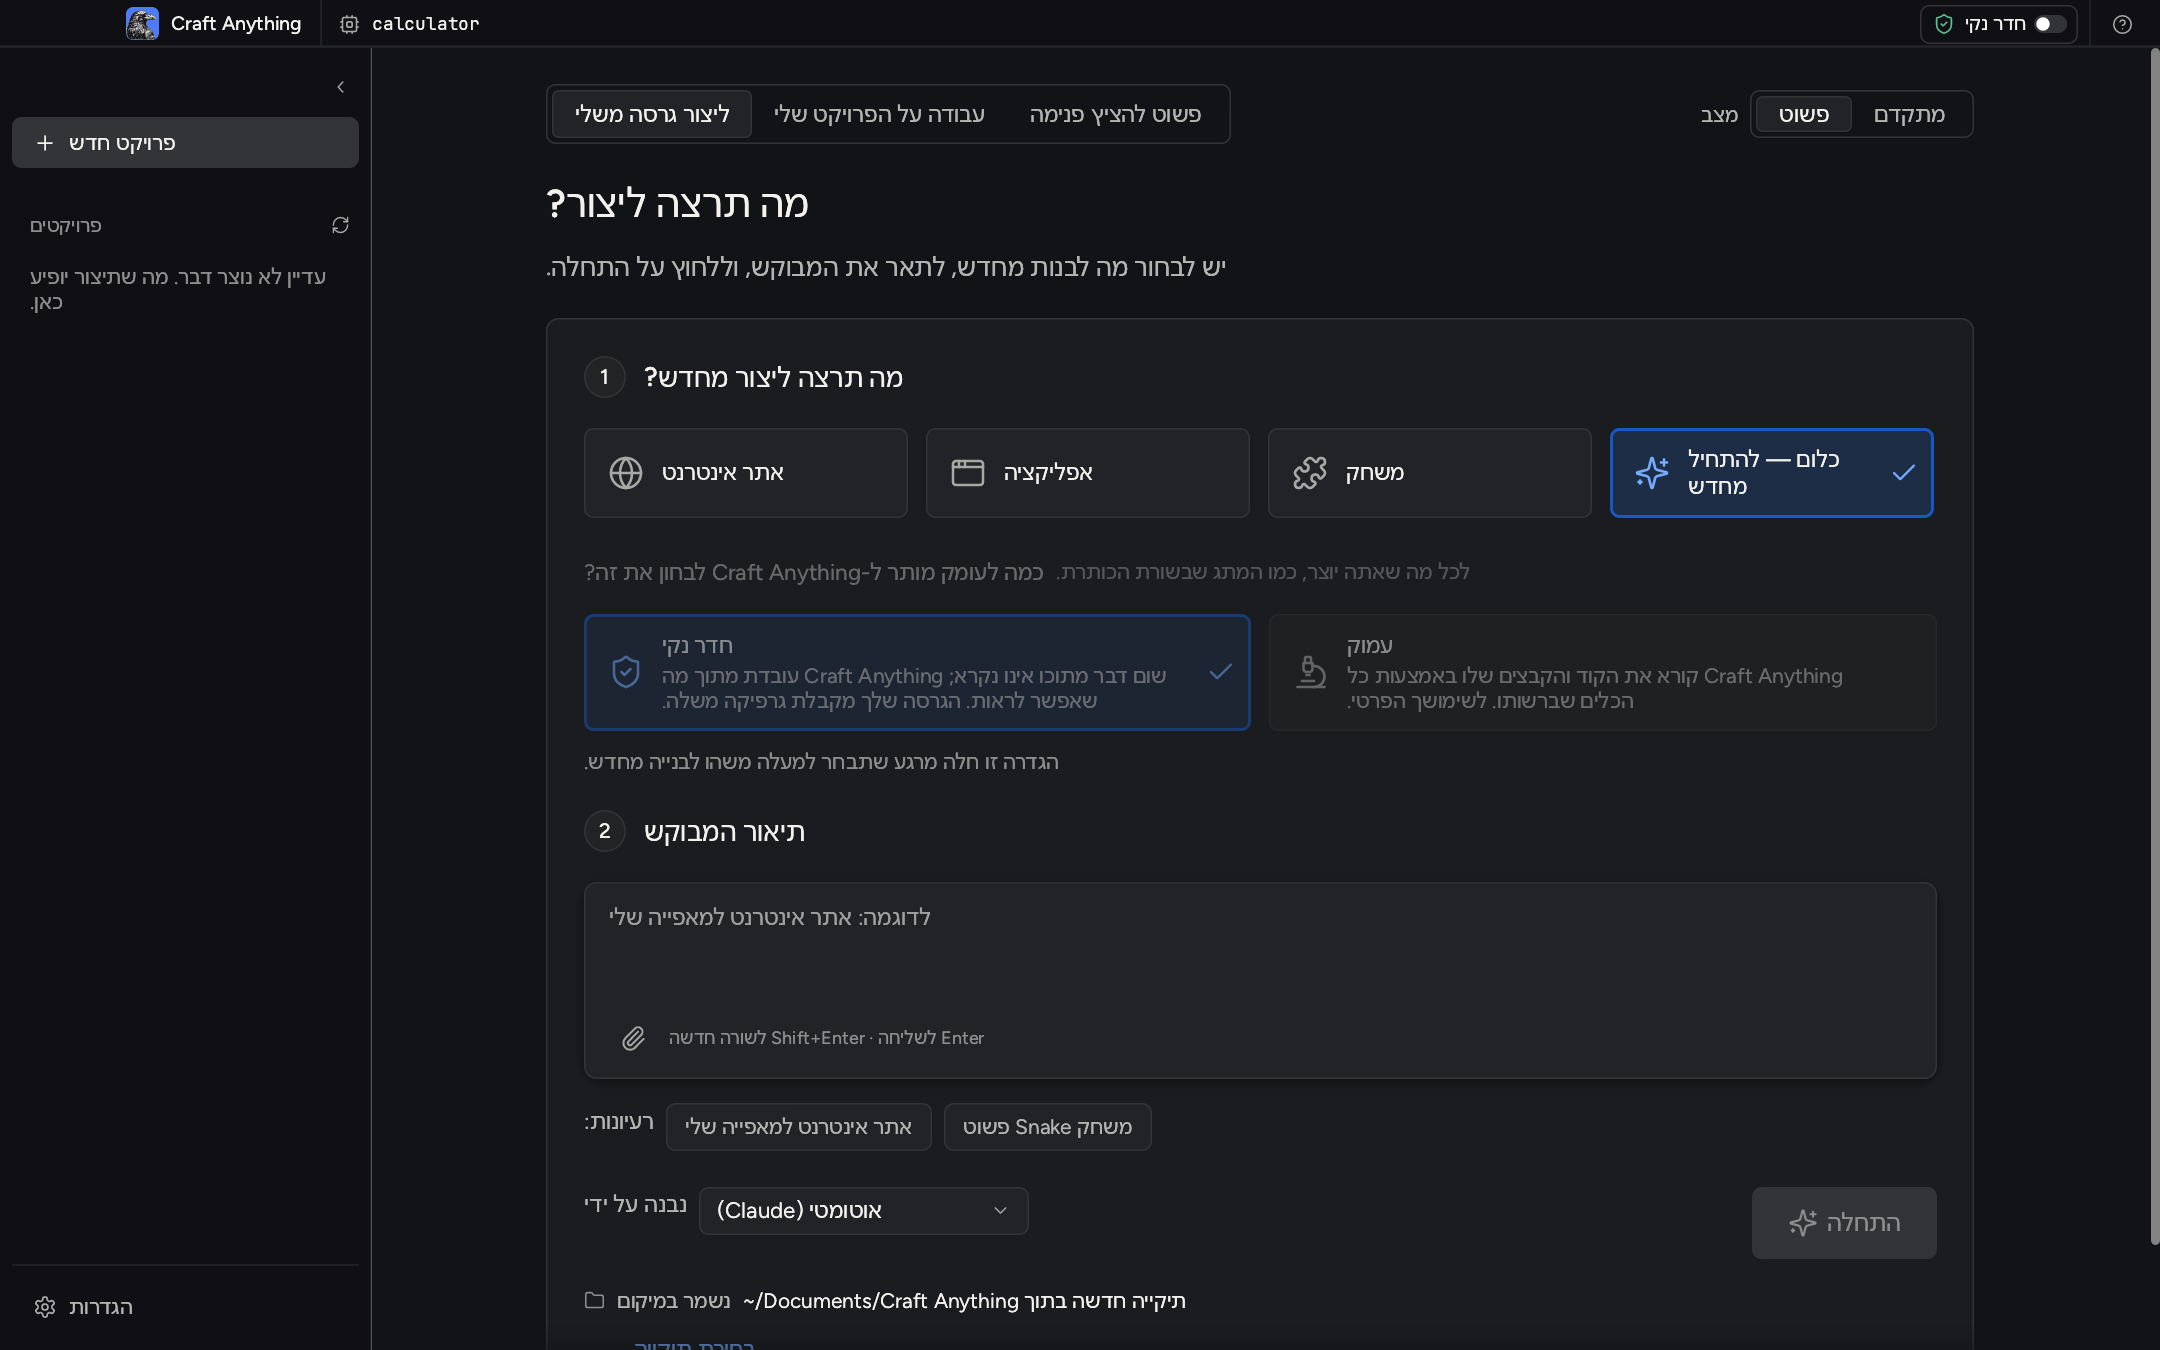 Craft Anything
calculator
חדר נקי
פרויקט חדש
פרויקטים
עדיין לא נוצר דבר. מה שתיצור יופיע
כאן.
הגדרות
ליצור גרסה משלי
עבודה על הפרויקט שלי
פשוט להציץ פנימה
מצב
פשוט
מתקדם
מה תרצה ליצור?
יש לבחור מה לבנות מחדש, לתאר את המבוקש, וללחוץ על התחלה.
1
מה תרצה ליצור מחדש?
אתר אינטרנט
אפליקציה
משחק
כלום — להתחיל
מחדש
כמה לעומק מותר ל-Craft Anything לבחון את זה?
לכל מה שאתה יוצר, כמו המתג שבשורת הכותרת.
חדר נקי
שום דבר מתוכו אינו נקרא; Craft Anything עובדת מתוך מה
שאפשר לראות. הגרסה שלך מקבלת גרפיקה משלה.
עמוק
Craft Anything קורא את הקוד והקבצים שלו באמצעות כל
הכלים שברשותו. לשימושך הפרטי.
הגדרה זו חלה מרגע שתבחר למעלה משהו לבנייה מחדש.
2
תיאור המבוקש
לדוגמה: אתר אינטרנט למאפייה שלי
Enter לשליחה · Shift+Enter לשורה חדשה
רעיונות:
אתר אינטרנט למאפייה שלי
משחק Snake פשוט
נבנה על ידי
אוטומטי (Claude)
התחלה
נשמר במיקום
תיקייה חדשה בתוך ~/Documents/Craft Anything